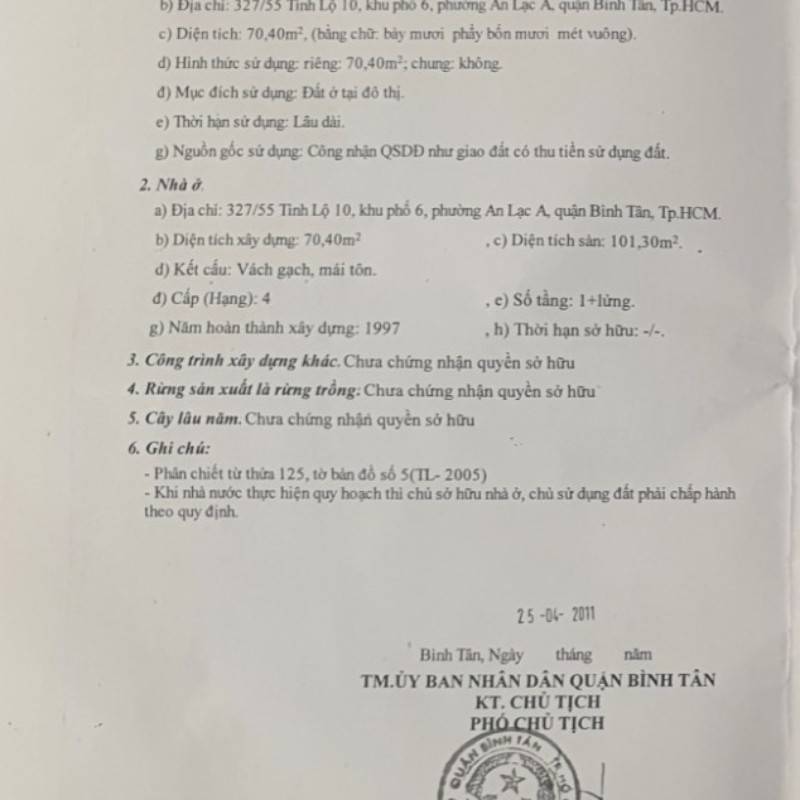 b) Địa chỉ: 327/55 Tỉnh Lộ 10, khu phố 6, phường An Lạc A, quận Bình Tân, Tp.HCM.
c) Diện tích: 70,40m², (bằng chữ: bảy mươi phẩy bốn mươi mét vuông).
d) Hình thức sử dụng: riêng: 70,40m²; chung: không.
đ) Mục đích sử dụng: Đất ở tại đô thị.
e) Thời hạn sử dụng: Lâu dài.
g) Nguồn gốc sử dụng: Công nhận QSDĐ như giao đất có thu tiền sử dụng đất.
2. Nhà ở.
a) Địa chỉ: 327/55 Tỉnh Lộ 10, khu phố 6, phường An Lạc A, quận Bình Tân, Tp.HCM.
b) Diện tích xây dựng: 70,40m² , c) Diện tích sàn: 101,30m².
d) Kết cấu: Vách gạch, mái tôn.
đ) Cấp (Hạng): 4 , e) Số tầng: 1+lửng.
g) Năm hoàn thành xây dựng: 1997 , h) Thời hạn sở hữu: -/-.
3. Công trình xây dựng khác. Chưa chứng nhận quyền sở hữu
4. Rừng sản xuất là rừng trồng: Chưa chứng nhận quyền sở hữu
5. Cây lâu năm. Chưa chứng nhận quyền sở hữu
6. Ghi chú:
- Phân chiết từ thửa 125, tờ bản đồ số 5(TL- 2005)
- Khi nhà nước thực hiện quy hoạch thì chủ sở hữu nhà ở, chủ sử dụng đất phải chấp hành
theo quy định.
25 -04- 2011
Bình Tân, Ngày tháng năm
TM.ỦY BAN NHÂN DÂN QUẬN BÌNH TÂN
KT. CHỦ TỊCH
PHÓ CHỦ TỊCH
QUẬN BÌNH TÂN